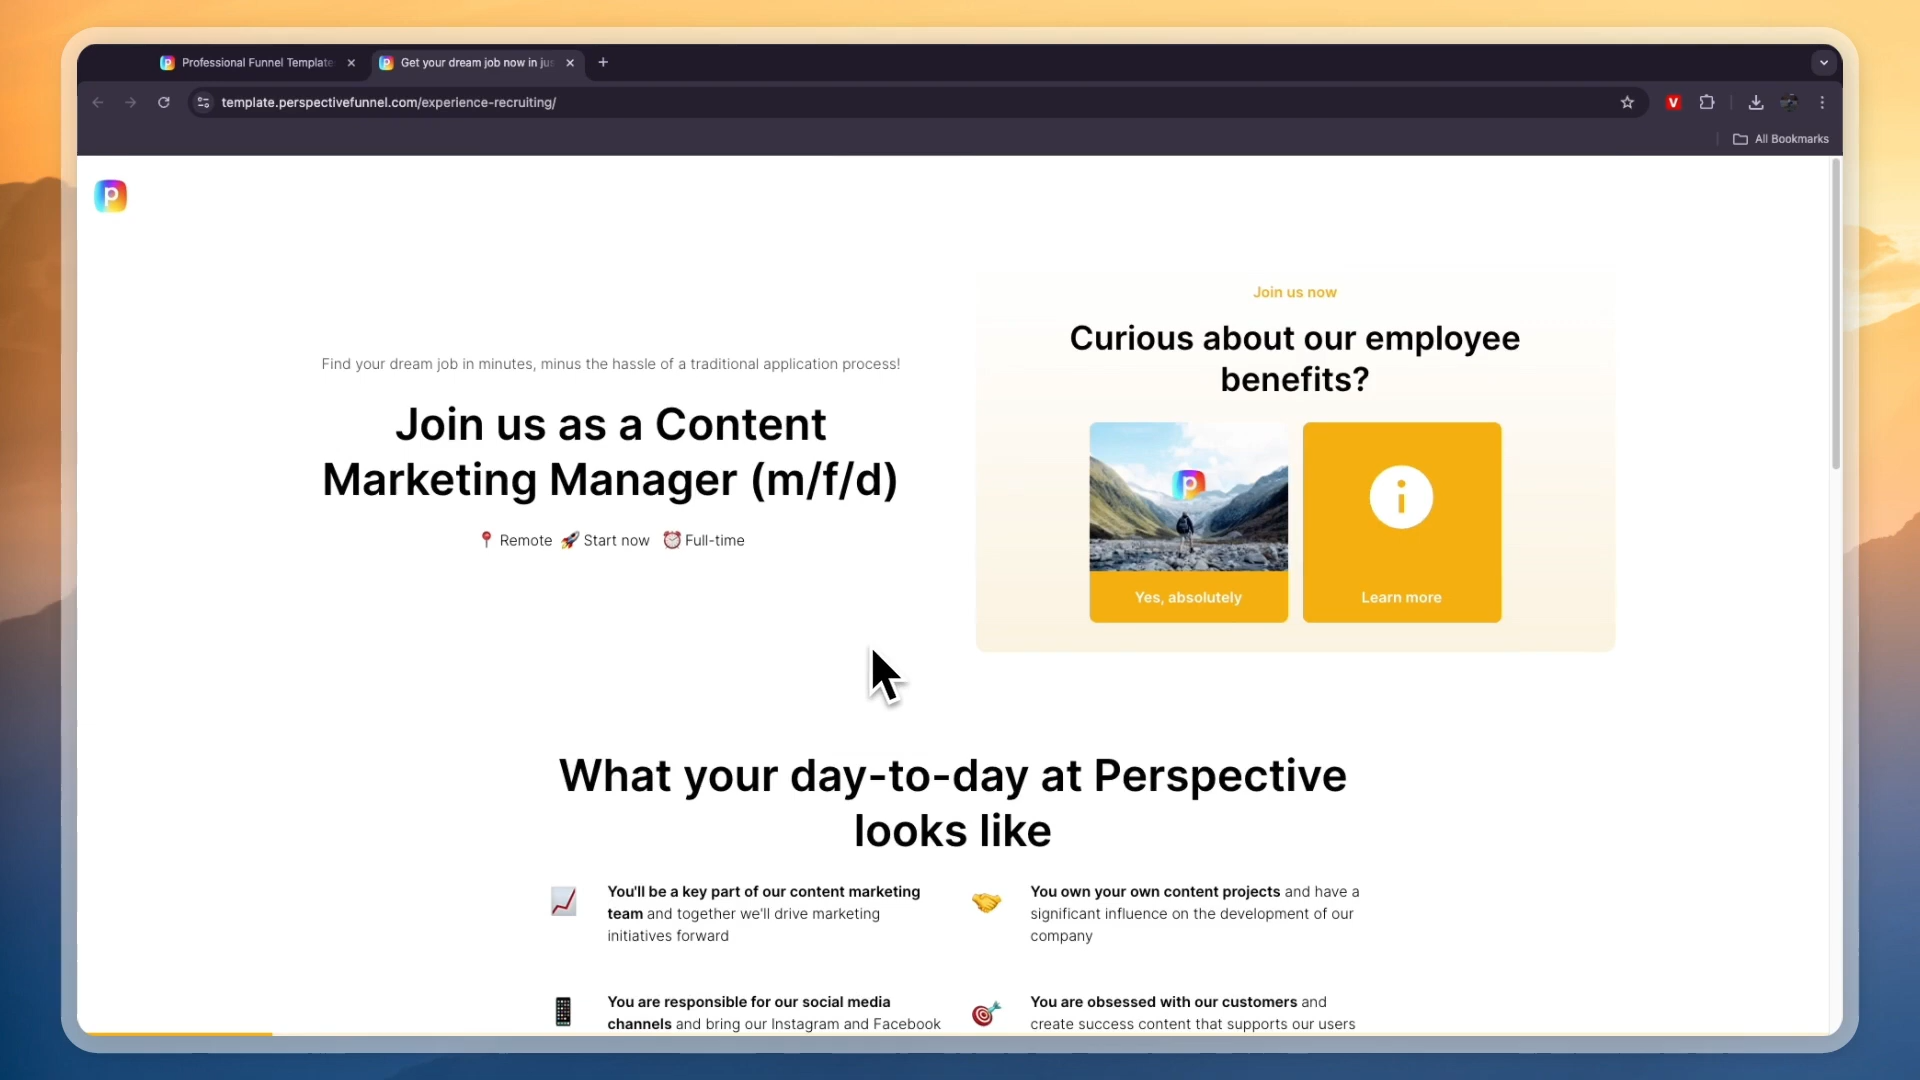 Professional Funnel Template
Get your dream job now in jus
template.perspectivefunnel.com/experience-recruiting/
V
All Bookmarks
p
Join us now
Curious about our employee
benefits?
Find your dream job in minutes, minus the hassle of a traditional application process!
Join us as a Content
Marketing Manager (m/f/d)
Remote Start now Full-time
p
Yes, absolutely
Learn more
What your day-to-day at Perspective
looks like
You'll be a key part of our content marketing
team and together we'll drive marketing
initiatives forward
You own your own content projects and have a
significant influence on the development of our
company
You are responsible for our social media
channels and bring our Instagram and Facebook
You are obsessed with our customers and
create success content that supports our users